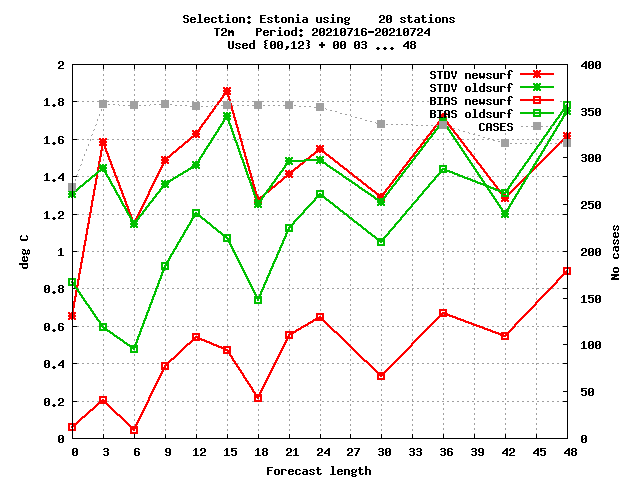 Selection: Estonia using    20 stations
T2m   Period: 20210716-20210724
Used {00,12} + 00 03 ... 48
STDV newsurf
STDV oldsurf
BIAS newsurf
BIAS oldsurf
CASES
deg C
2
1.8
1.6
1.4
1.2
1
0.8
0.6
0.4
0.2
0
No cases
400
350
300
250
200
150
100
50
0
0 3 6 9 12 15 18 21 24 27 30 33 36 39 42 45 48
Forecast length